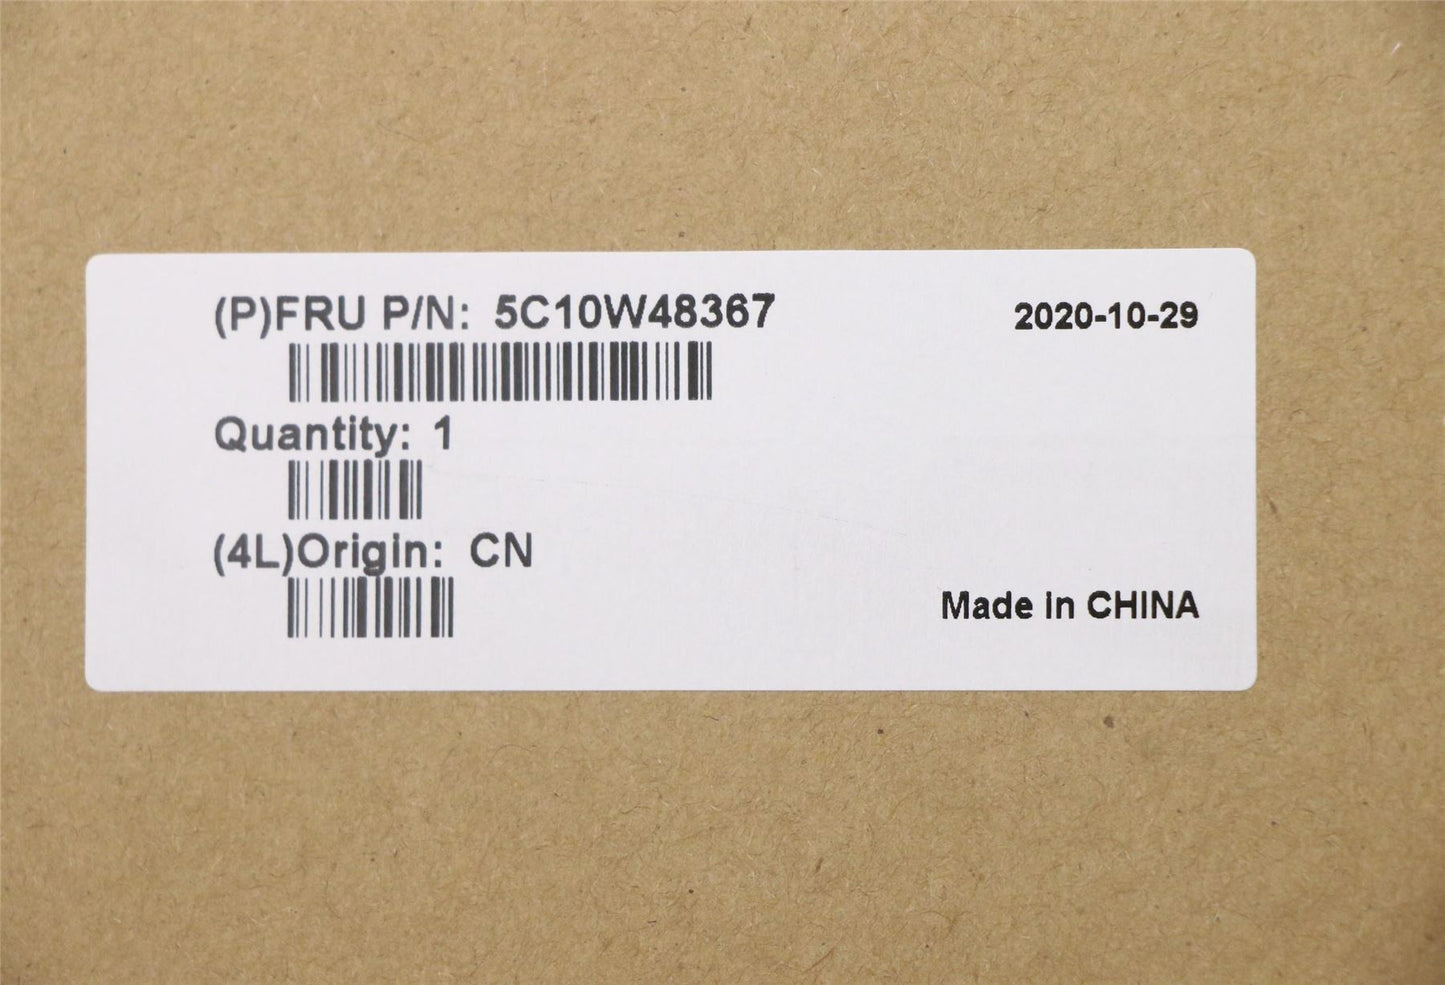 (P)FRU P/N: 5C10W48367
2020-10-29
Quantity: 1
(4L)Origin: CN
Made in CHINA